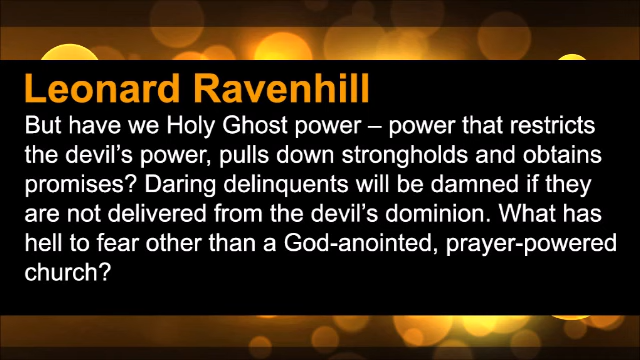 Leonard Ravenhill
But have we Holy Ghost power – power that restricts
the devil's power, pulls down strongholds and obtains
promises? Daring delinquents will be damned if they
are not delivered from the devil's dominion. What has
hell to fear other than a God-anointed, prayer-powered
church?